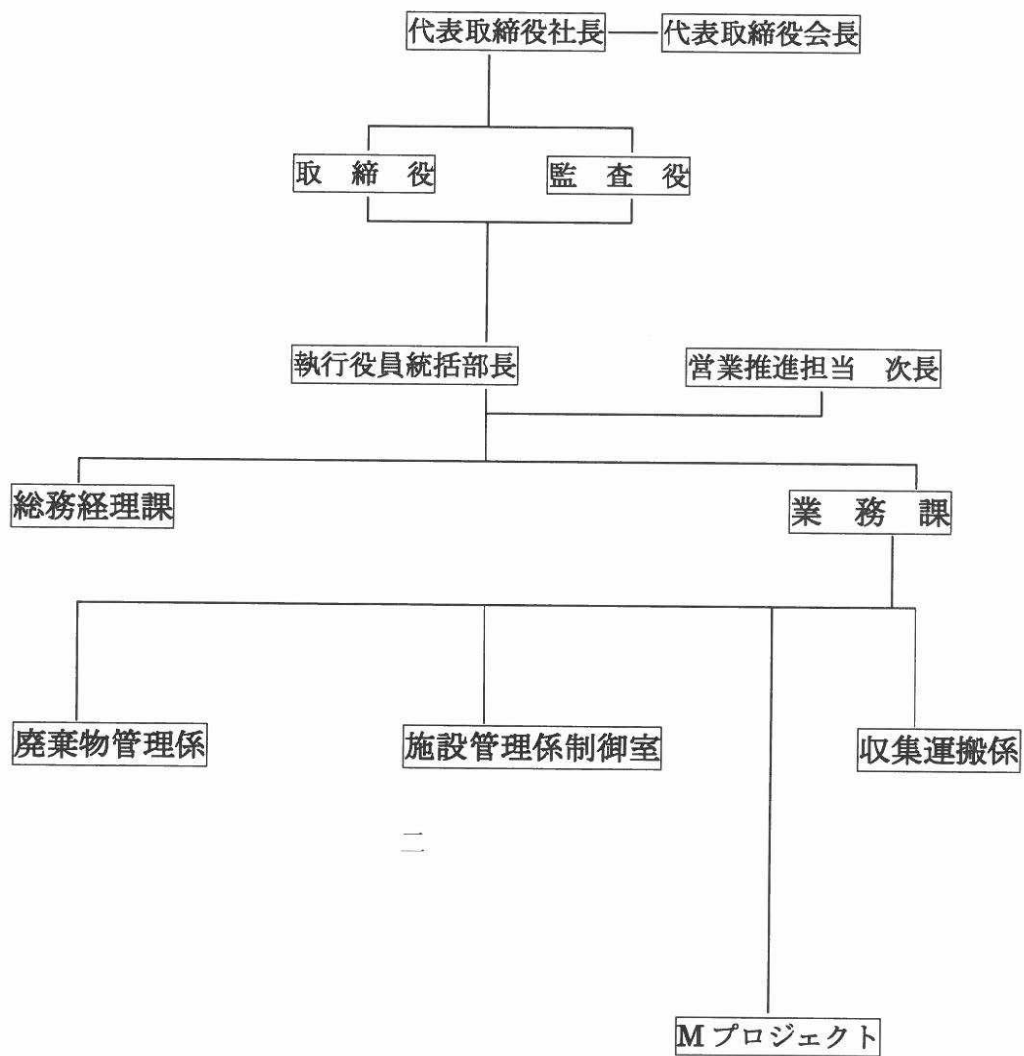 代表取締役社長 代表取締役会長
取　締　役 監　査　役
執行役員統括部長 営業推進担当　次長
総務経理課 業　務　課
廃棄物管理係 施設管理係制御室 収集運搬係
二
M プロジェクト